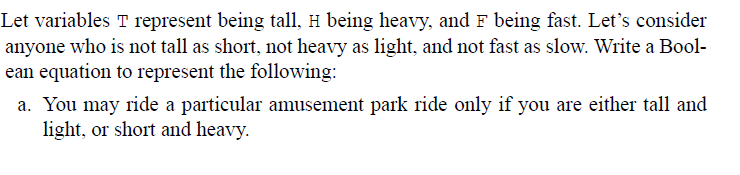 Let variables T represent being tall, H being heavy, and F being fast. Let’s consider
anyone who is not tall as short, not heavy as light, and not fast as slow. Write a Bool-
ean equation to represent the following:
a. You may ride a particular amusement park ride only if you are either tall and
light, or short and heavy.